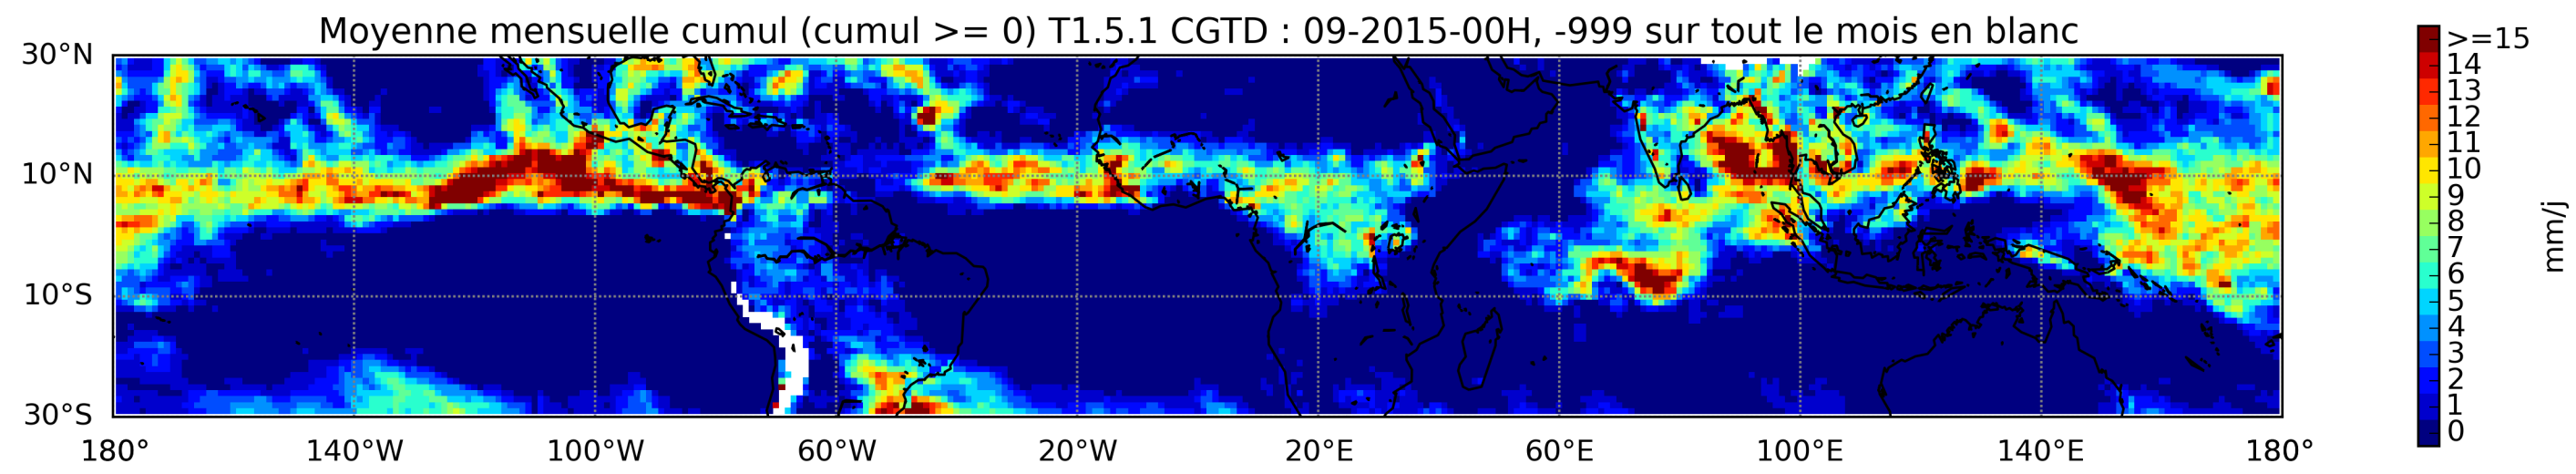 Moyenne mensuelle cumul (cumul >= 0) T1.5.1 CGTD : 09-2015-00H, -999 sur tout le mois en blanc
30°N
10°N
10°S
30°S
180°
140°W
100°W
60°W
20°W
20°E
60°E
100°E
140°E
180°
>=15
14
13
12
11
10
9
8
7
6
5
4
3
2
1
0
mm/j